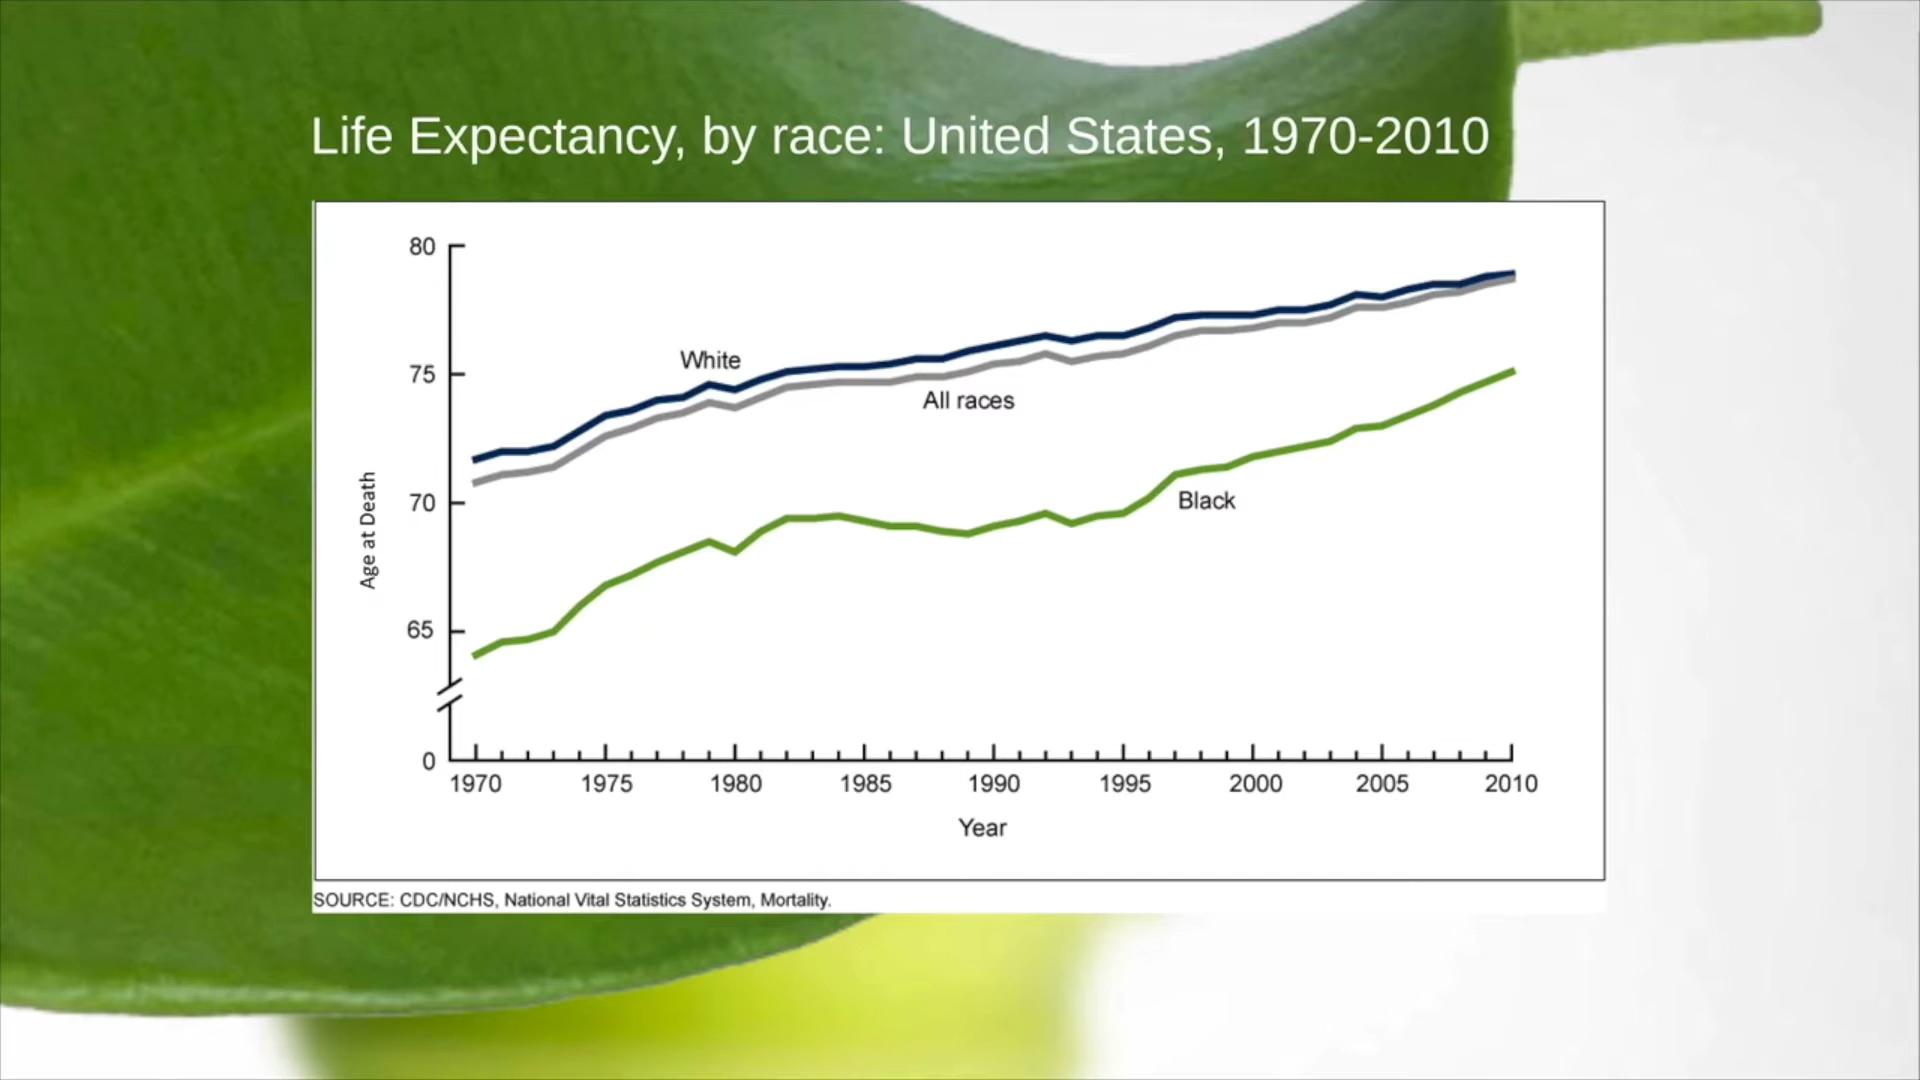 Life Expectancy, by race: United States, 1970-2010
80
75
70
65
0
Age at Death
White
All races
Black
1970 1975 1980 1985 1990 1995 2000 2005 2010
Year
SOURCE: CDC/NCHS, National Vital Statistics System, Mortality.